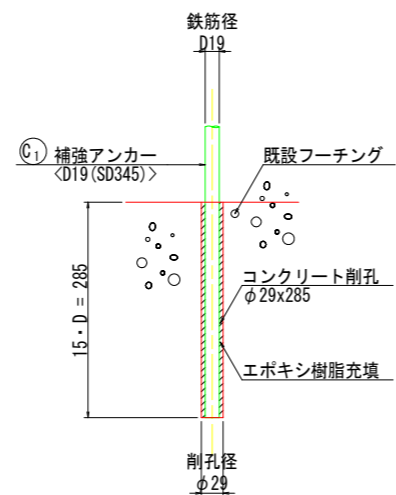 鉄筋径
D19
C1 補強アンカー
<D19(SD345)>
既設フーチング
15・D = 285
コンクリート削孔
φ29x285
エポキシ樹脂充填
削孔径
φ29